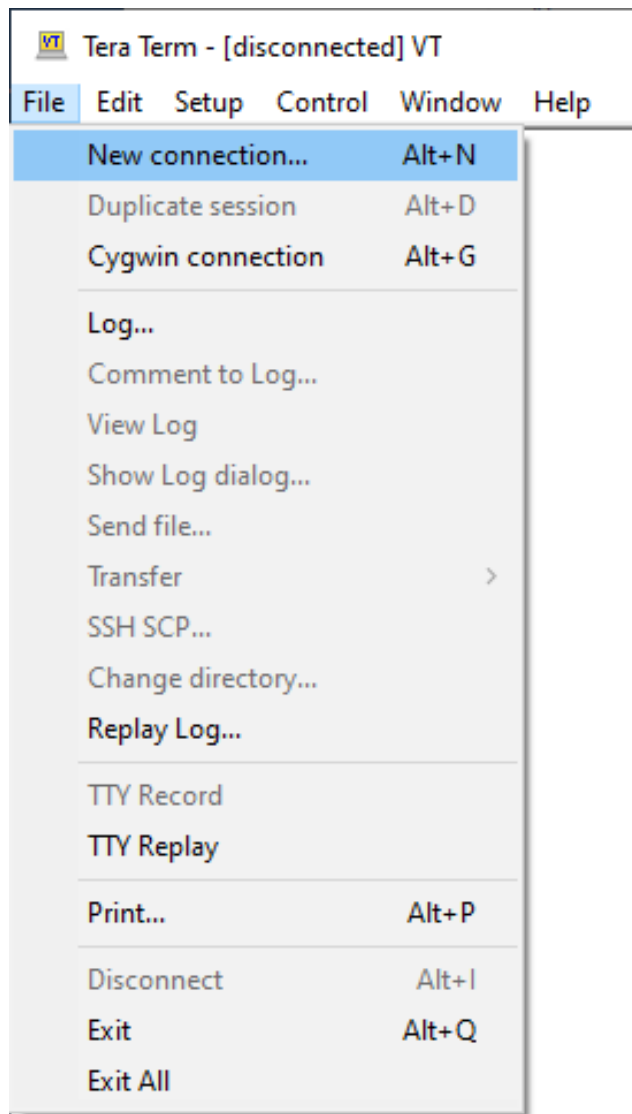 Tera Term - [disconnected] VT
File Edit Setup Control Window Help
New connection... Alt+N
Duplicate session Alt+D
Cygwin connection Alt+G
Log...
Comment to Log...
View Log
Show Log dialog...
Send file...
Transfer >
SSH SCP...
Change directory...
Replay Log...
TTY Record
TTY Replay
Print... Alt+P
Disconnect Alt+I
Exit Alt+Q
Exit All